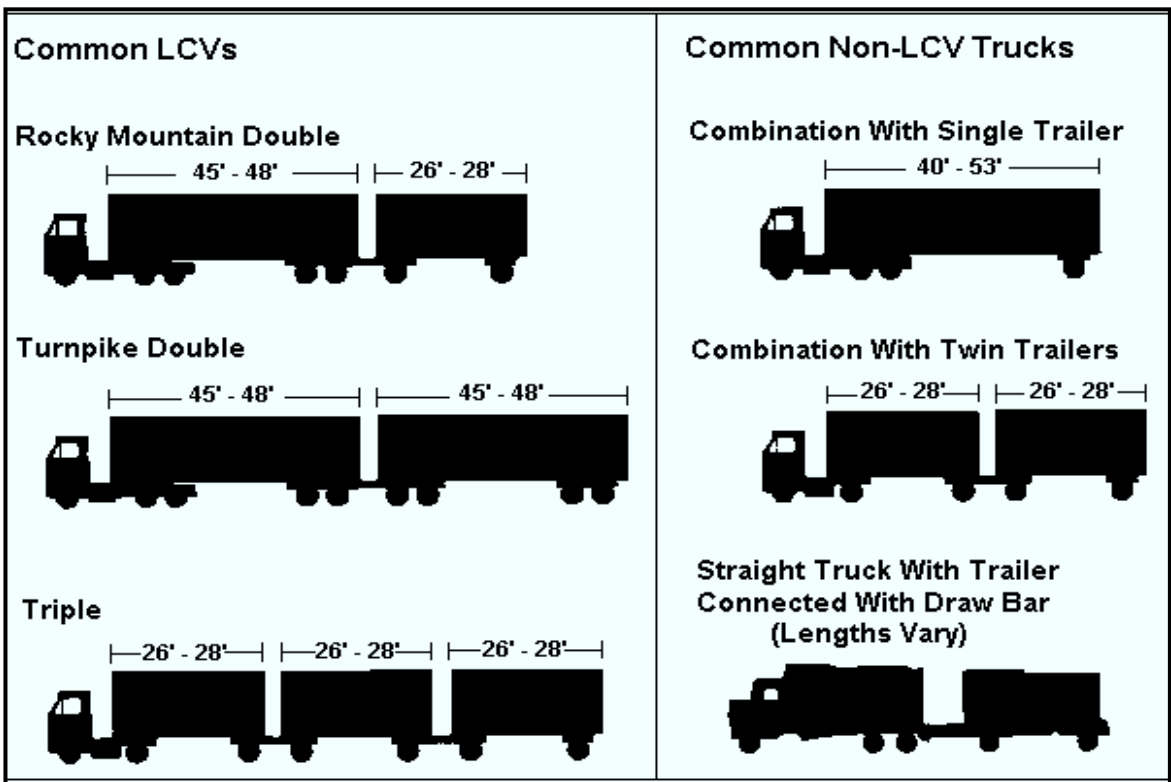 Common LCVs
Rocky Mountain Double
45' - 48' 26' - 28'
Turnpike Double
45' - 48' 45' - 48'
Triple
26' - 28' 26' - 28' 26' - 28'
Common Non-LCV Trucks
Combination With Single Trailer
40' - 53'
Combination With Twin Trailers
26' - 28' 26' - 28'
Straight Truck With Trailer
Connected With Draw Bar
(Lengths Vary)